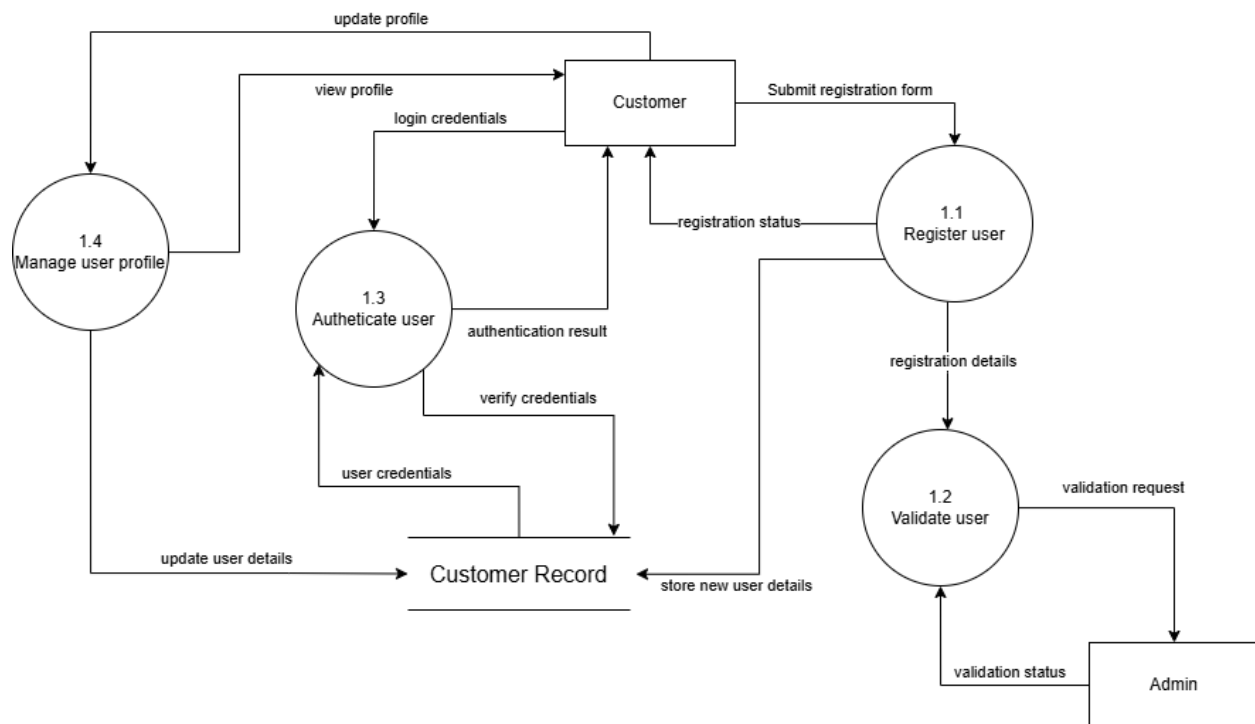 update profile
view profile
Customer
Submit registration form
login credentials
registration status
1.1
Register user
1.4
Manage user profile
1.3
Autheticate user
authentication result
registration details
verify credentials
user credentials
1.2
Validate user
validation request
update user details
Customer Record
store new user details
validation status
Admin